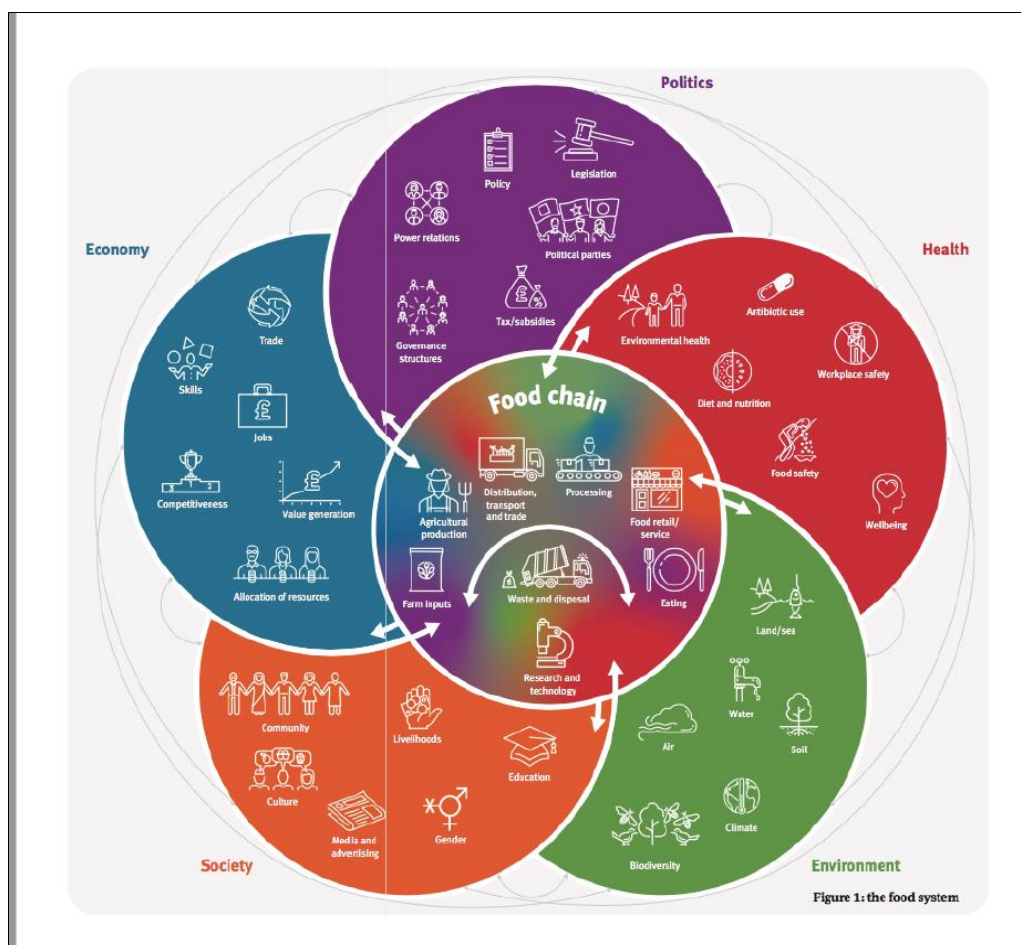 Politics
Policy
Legislation
Power relations
Political parties
Tax/subsidies
Governance
structures
Economy
Trade
Skills
Jobs
Competitiveness
Value generation
Allocation of resources
Health
Antibiotic use
Environmental health
Workplace safety
Diet and nutrition
Food safety
Wellbeing
Food chain
Distribution,
transport
and trade
Processing
Agricultural
production
Food retail/
service
Farm inputs
Waste and disposal
Eating
Research and
technology
Society
Community
Livelihoods
Education
Culture
Media and
advertising
Gender
Environment
Land/sea
Water
Soil
Air
Climate
Biodiversity
Figure 1: the food system